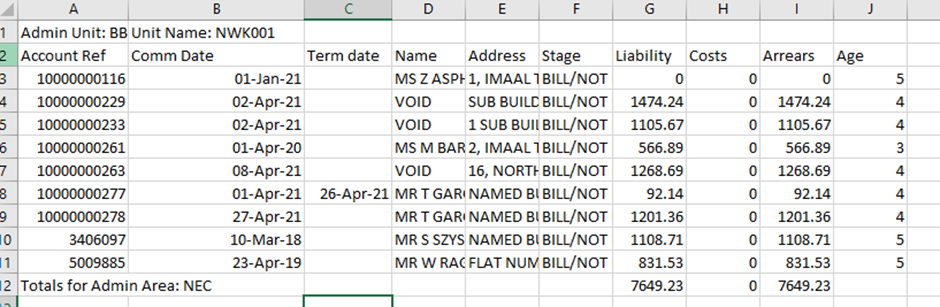 A B C D E F G H I J
1 Admin Unit: BB Unit Name: NWK001
2 Account Ref Comm Date Term date Name Address Stage Liability Costs Arrears Age
3 10000000116 01-Jan-21 MS Z ASPH 1, IMAAL T BILL/NOT 0 0 0 5
4 10000000229 02-Apr-21 VOID SUB BUILD BILL/NOT 1474.24 0 1474.24 4
5 10000000233 02-Apr-21 VOID 1 SUB BUIL BILL/NOT 1105.67 0 1105.67 4
6 10000000261 01-Apr-20 MS M BAR 2, IMAAL T BILL/NOT 566.89 0 566.89 3
7 10000000263 08-Apr-21 VOID 16, NORTH BILL/NOT 1268.69 0 1268.69 4
8 10000000277 01-Apr-21 26-Apr-21 MR T GAR NAMED BU BILL/NOT 92.14 0 92.14 4
9 10000000278 27-Apr-21 MR T GAR NAMED BU BILL/NOT 1201.36 0 1201.36 4
10 3406097 10-Mar-18 MR S SZYS NAMED BU BILL/NOT 1108.71 0 1108.71 5
11 5009885 23-Apr-19 MR W RAC FLAT NUM BILL/NOT 831.53 0 831.53 5
12 Totals for Admin Area: NEC 7649.23 0 7649.23